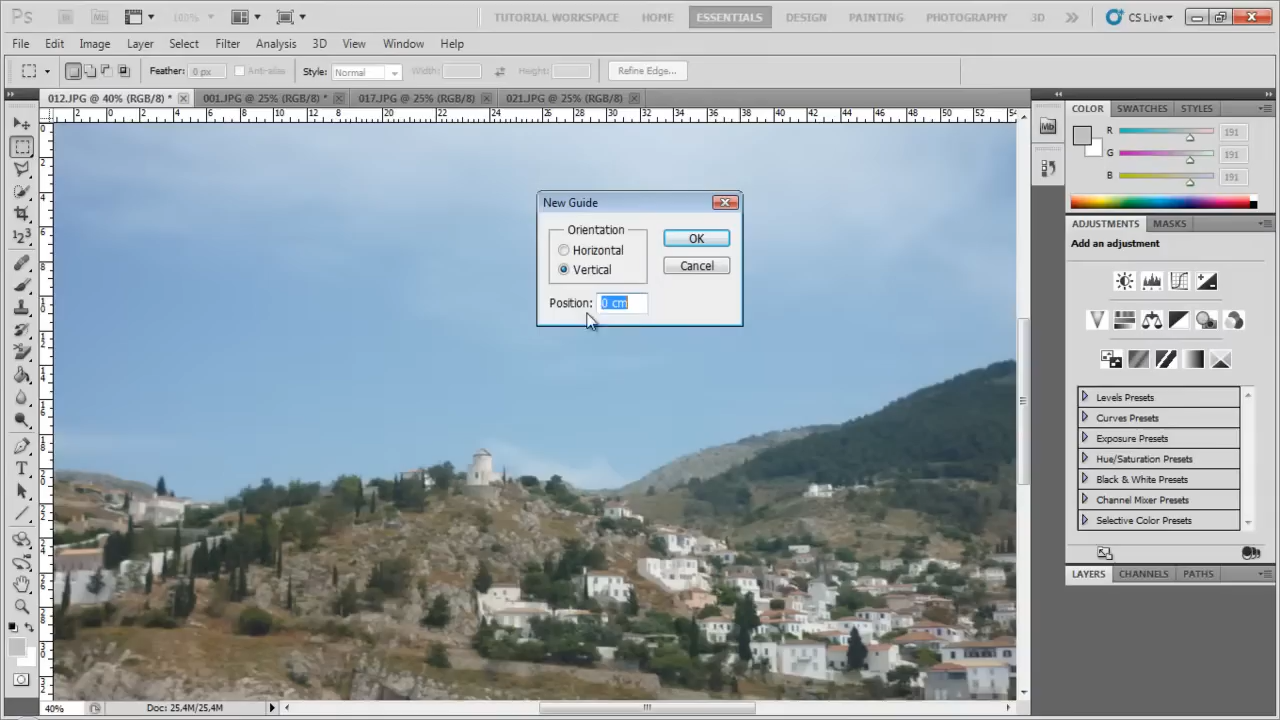 Ps Mb 100% TUTORIAL WORKSPACE HOME ESSENTIALS DESIGN PAINTING PHOTOGRAPHY 3D CS Live
File Edit Image Layer Select Filter Analysis 3D View Window Help
Feather: 0 px Anti-alias Style: Normal Width: Height: Refine Edge...
012.JPG @ 40% (RGB/8) * 001.JPG @ 25% (RGB/8) * 017.JPG @ 25% (RGB/8) 021.JPG @ 25% (RGB/8)
New Guide
Orientation
Horizontal
Vertical
Position: 0 cm
OK
Cancel
COLOR SWATCHES STYLES
R 191
G 191
B 191
ADJUSTMENTS MASKS
Add an adjustment
Levels Presets
Curves Presets
Exposure Presets
Hue/Saturation Presets
Black & White Presets
Channel Mixer Presets
Selective Color Presets
LAYERS CHANNELS PATHS
40% Doc: 25,4M/25,4M